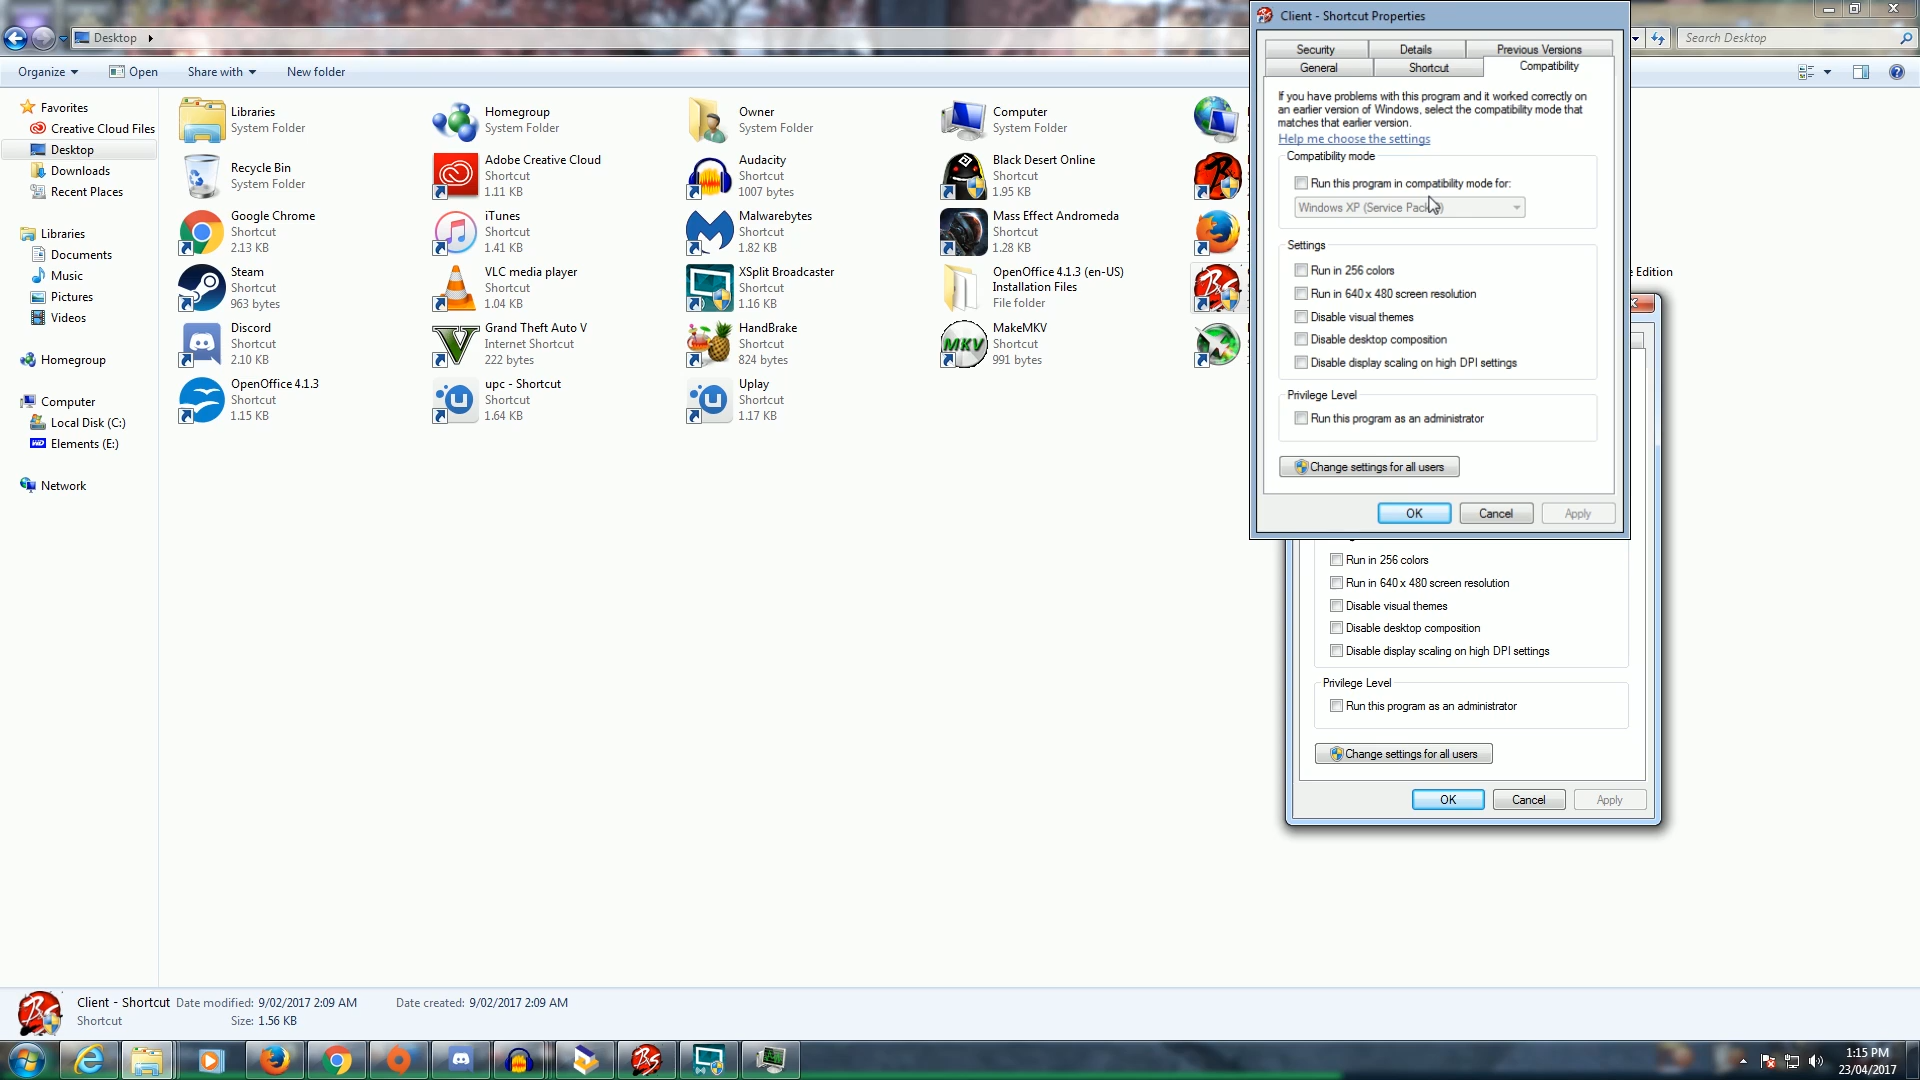 Client - Shortcut Properties
Desktop
Search Desktop
Organize
Open
Share with
New folder
Security
Details
Previous Versions
General
Shortcut
Compatibility
If you have problems with this program and it worked correctly on
an earlier version of Windows, select the compatibility mode that
matches that earlier version.
Help me choose the settings
Compatibility mode
Run this program in compatibility mode for:
Windows XP (Service Pack
Settings
Run in 256 colors
Run in 640 x 480 screen resolution
Disable visual themes
Disable desktop composition
Disable display scaling on high DPI settings
Privilege Level
Run this program as an administrator
Change settings for all users
OK
Cancel
Apply
Favorites
Creative Cloud Files
Desktop
Downloads
Recent Places
Libraries
Documents
Music
Pictures
Videos
Homegroup
Computer
Local Disk (C:)
Elements (E:)
Network
Libraries
System Folder
Homegroup
System Folder
Owner
System Folder
Computer
System Folder
Recycle Bin
System Folder
Adobe Creative Cloud
Shortcut
1.11 KB
Audacity
Shortcut
1007 bytes
Black Desert Online
Shortcut
1.95 KB
Google Chrome
Shortcut
2.13 KB
iTunes
Shortcut
1.41 KB
Malwarebytes
Shortcut
1.82 KB
Mass Effect Andromeda
Shortcut
1.28 KB
Steam
Shortcut
963 bytes
VLC media player
Shortcut
1.04 KB
XSplit Broadcaster
Shortcut
1.16 KB
OpenOffice 4.1.3 (en-US)
Installation Files
File folder
e Edition
Discord
Shortcut
2.10 KB
Grand Theft Auto V
Internet Shortcut
222 bytes
HandBrake
Shortcut
824 bytes
MakeMKV
Shortcut
991 bytes
OpenOffice 4.1.3
Shortcut
1.15 KB
upc - Shortcut
Shortcut
1.64 KB
Uplay
Shortcut
1.17 KB
Run in 256 colors
Run in 640 x 480 screen resolution
Disable visual themes
Disable desktop composition
Disable display scaling on high DPI settings
Privilege Level
Run this program as an administrator
Change settings for all users
OK
Cancel
Apply
Client - Shortcut
Date modified: 9/02/2017 2:09 AM
Date created: 9/02/2017 2:09 AM
Shortcut
Size: 1.56 KB
1:15 PM
23/04/2017